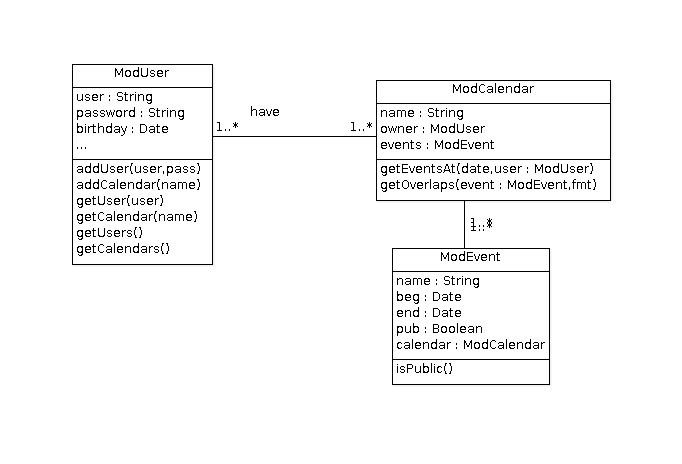 ModUser
user : String
password : String
birthday : Date
...
addUser(user,pass)
addCalendar(name)
getUser(user)
getCalendar(name)
getUsers()
getCalendars()
have
1..*
1..*
ModCalendar
name : String
owner : ModUser
events : ModEvent
getEventsAt(date,user : ModUser)
getOverlaps(event : ModEvent,fmt)
1
1..*
ModEvent
name : String
beg : Date
end : Date
pub : Boolean
calendar : ModCalendar
isPublic()